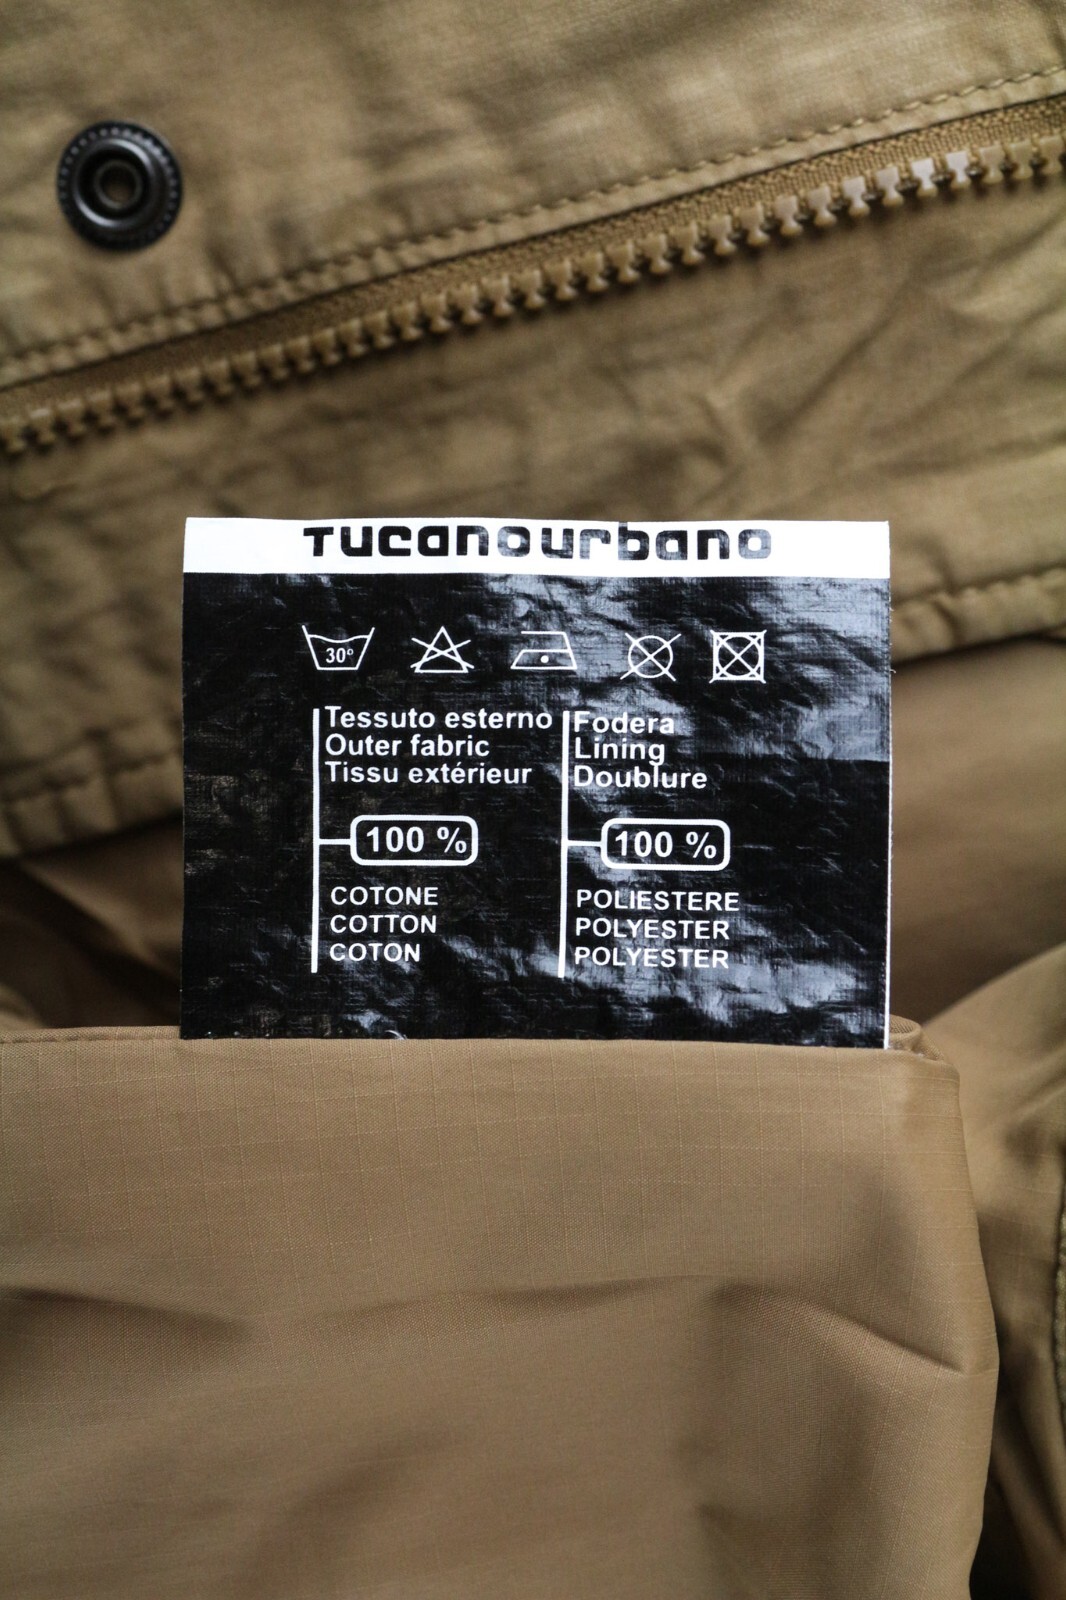 Tucanourbano
30°
Tessuto esterno
Outer fabric
Tissu extérieur
100 %
COTONE
COTTON
COTON
Fodera
Lining
Doublure
100 %
POLIESTERE
POLYESTER
POLYESTER